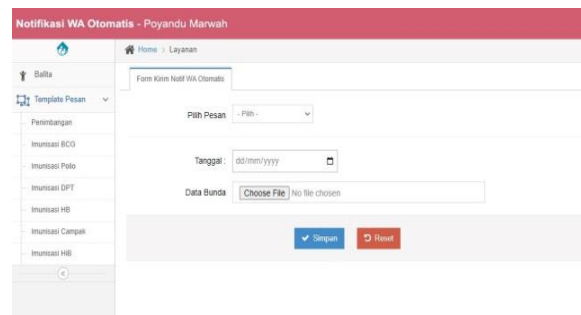 Notifikasi WA Otomatis - Poyandu Marwah
Home > Layanan
Balita
Template Pesan
Penimbangan
Imunisasi BCG
Imunisasi Polio
Imunisasi DPT
Imunisasi HB
Imunisasi Campak
Imunisasi HIB
Form Kirim Notif WA Otomatis
Pilih Pesan - Pilih -
Tanggal : dd/mm/yyyy
Data Bunda Choose File No file chosen
Simpan Reset